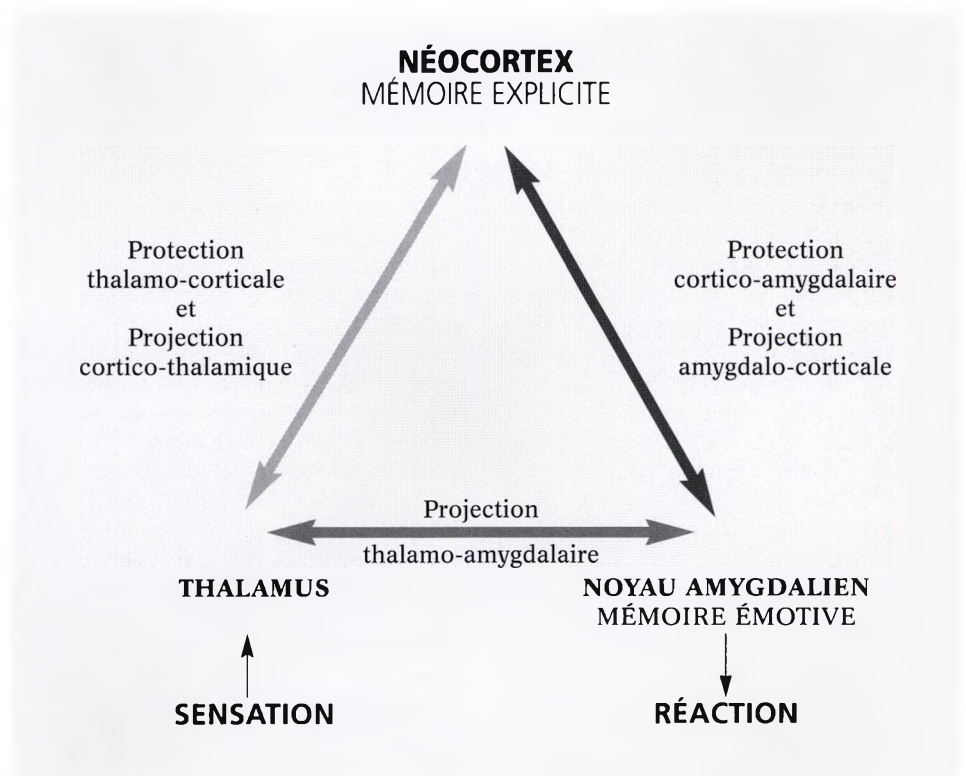 NÉOCORTEX
MÉMOIRE EXPLICITE
Protection
thalamo-corticale
et
Projection
cortico-thalamique
Protection
cortico-amygdalaire
et
Projection
amygdalo-corticale
Projection
thalamo-amygdalaire
THALAMUS
NOYAU AMYGDALIEN
MÉMOIRE ÉMOTIVE
SENSATION
RÉACTION